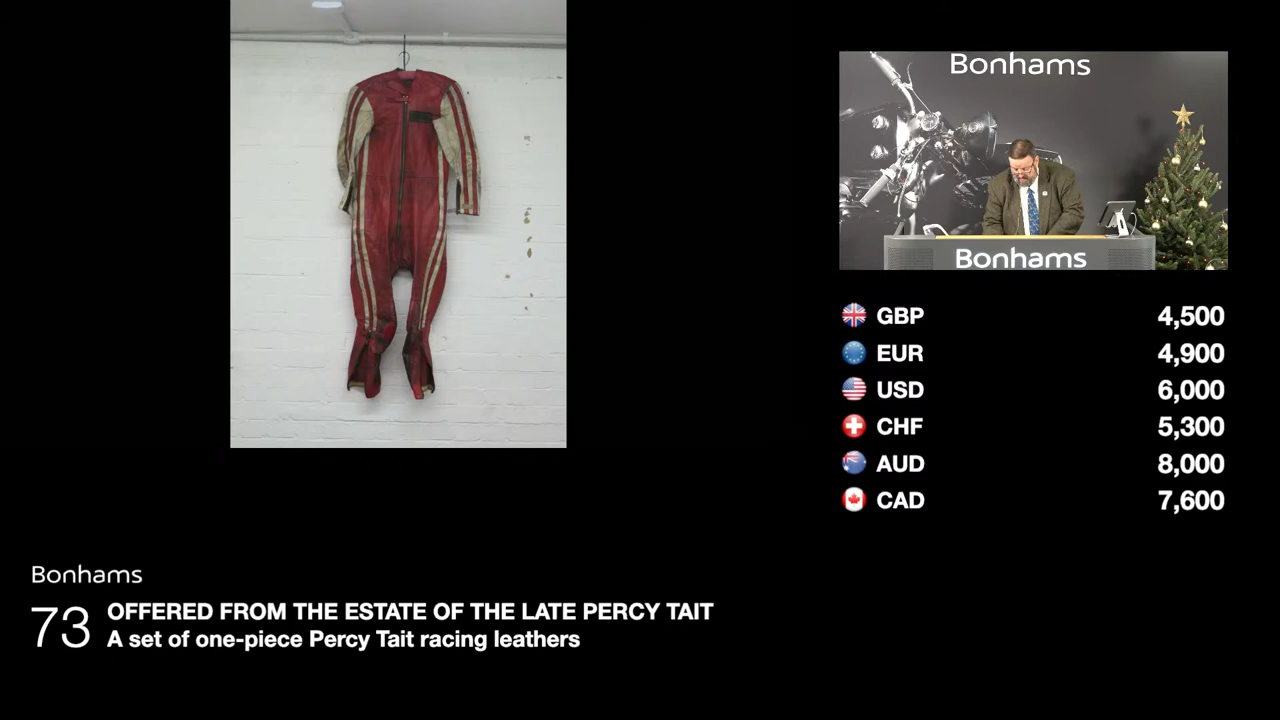 Bonhams
Bonhams
GBP 4,500
EUR 4,900
USD 6,000
CHF 5,300
AUD 8,000
CAD 7,600
Bonhams
73
OFFERED FROM THE ESTATE OF THE LATE PERCY TAIT
A set of one-piece Percy Tait racing leathers